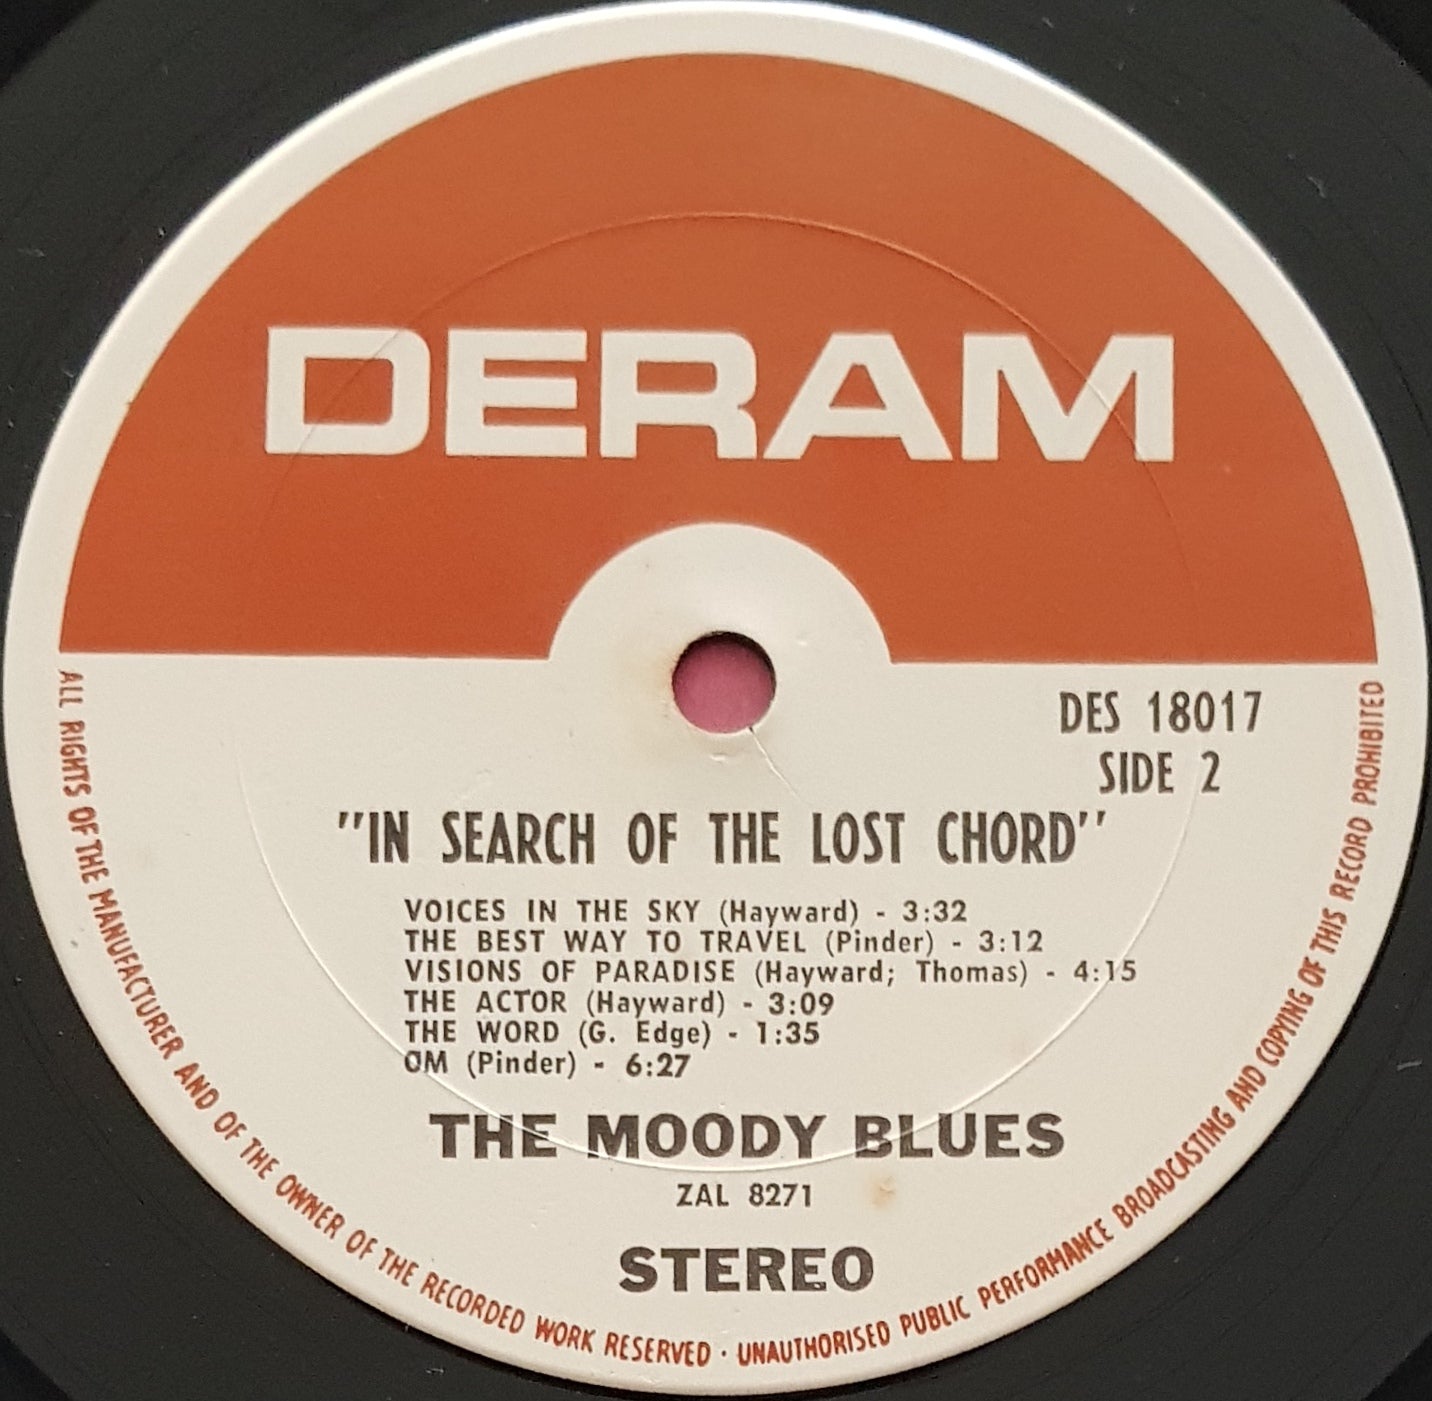 DERAM
DES 18017
SIDE 2
"IN SEARCH OF THE LOST CHORD"
VOICES IN THE SKY (Hayward) - 3:32
THE BEST WAY TO TRAVEL (Pinder) - 3:12
VISIONS OF PARADISE (Hayward; Thomas) - 4:15
THE ACTOR (Hayward) - 3:09
THE WORD (G. Edge) - 1:35
OM (Pinder) - 6:27
THE MOODY BLUES
ZAL 8271
STEREO
ALL RIGHTS OF THE MANUFACTURER AND OF THE OWNER OF THE RECORDED WORK RESERVED · UNAUTHORISED PUBLIC PERFORMANCE BROADCASTING AND COPYING OF THIS RECORD PROHIBITED